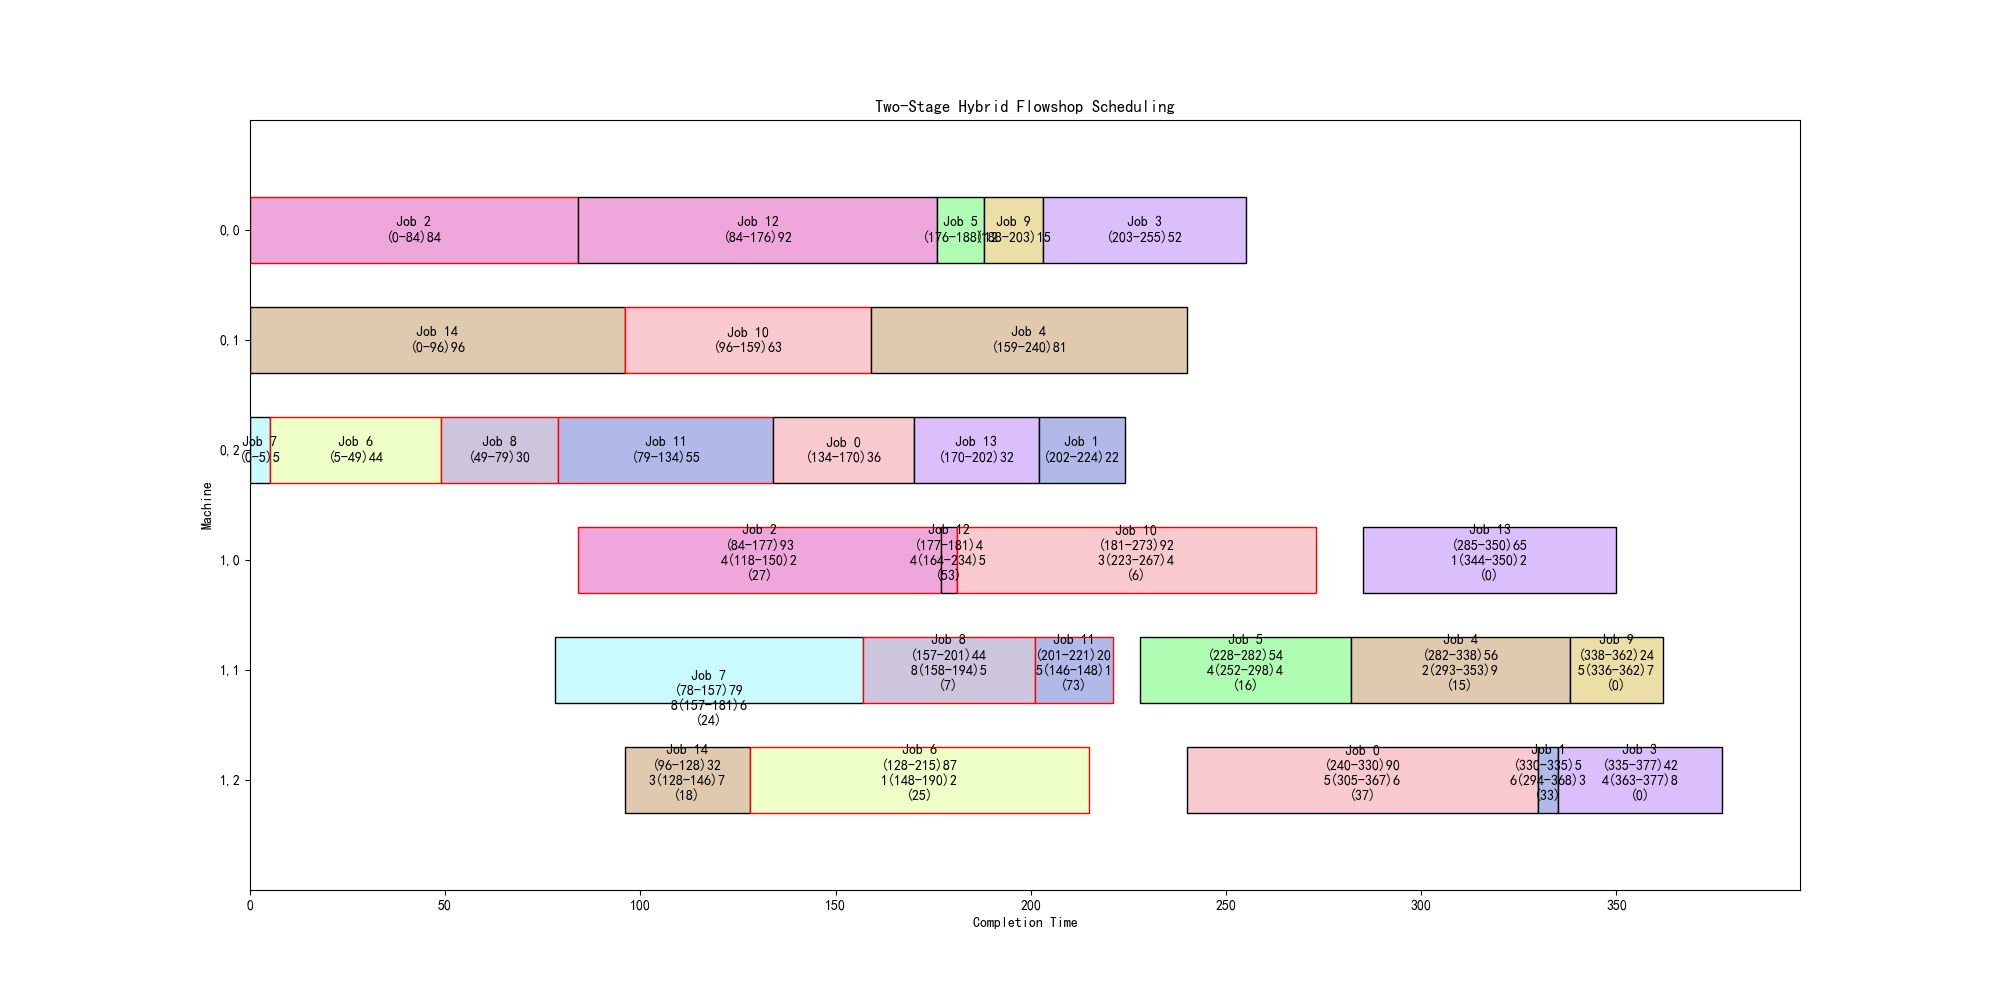 Two-Stage Hybrid Flowshop Scheduling
0,0
Job 2
(0-84)84
Job 12
(84-176)92
Job 5
(176-188)12
Job 9
(188-203)15
Job 3
(203-255)52
0,1
Job 14
(0-96)96
Job 10
(96-159)63
Job 4
(159-240)81
0,2
Job 7
(0-5)5
Job 6
(5-49)44
Job 8
(49-79)30
Job 11
(79-134)55
Job 0
(134-170)36
Job 13
(170-202)32
Job 1
(202-224)22
Machine
1,0
Job 2
(84-177)93
4(118-150)2
(27)
Job 12
(177-181)4
4(164-234)5
(53)
Job 10
(181-273)92
3(223-267)4
(6)
Job 13
(285-350)65
1(344-350)2
(0)
1,1
Job 7
(78-157)79
8(157-181)6
(24)
Job 8
(157-201)44
8(158-194)5
(7)
Job 11
(201-221)20
5(146-148)1
(73)
Job 5
(228-282)54
4(252-298)4
(16)
Job 4
(282-338)56
2(293-353)9
(15)
Job 9
(338-362)24
5(336-362)7
(0)
1,2
Job 14
(96-128)32
3(128-146)7
(18)
Job 6
(128-215)87
1(148-190)2
(25)
Job 0
(240-330)90
5(305-367)6
(37)
Job 1
(330-335)5
6(294-368)3
(33)
Job 3
(335-377)42
4(363-377)8
(0)
0
50
100
150
200
250
300
350
Completion Time